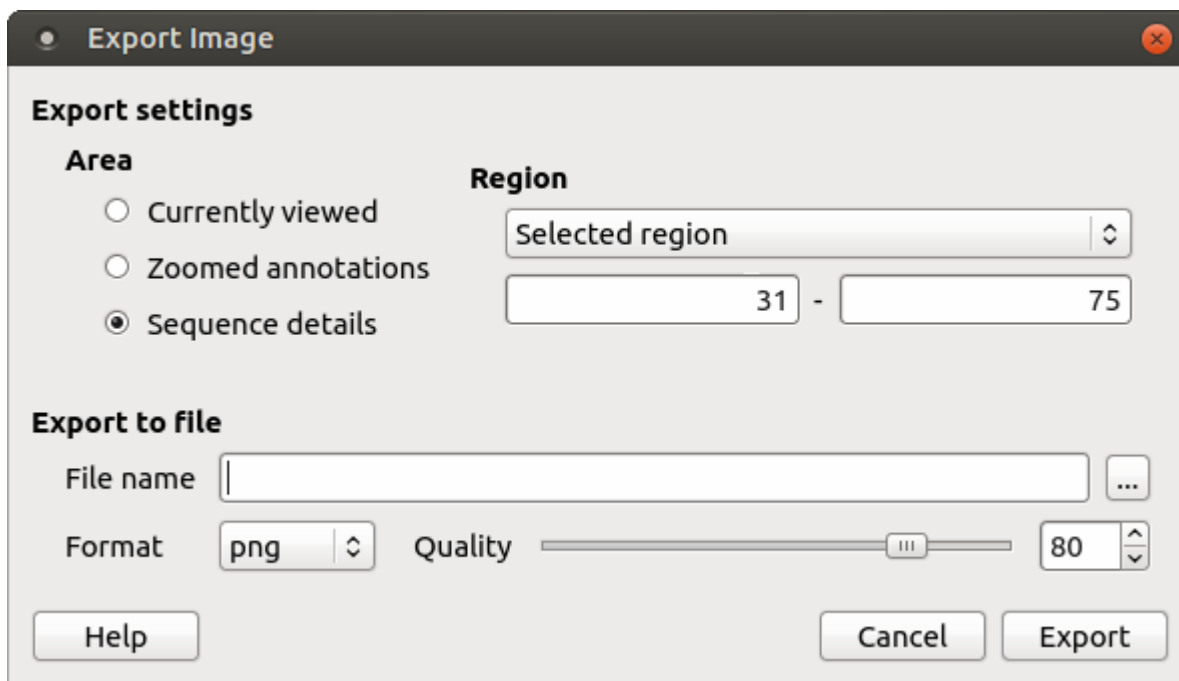 Export Image
Export settings
Area
Currently viewed
Zoomed annotations
Sequence details
Region
Selected region
31 - 75
Export to file
File name ...
Format png Quality 80
Help Cancel Export